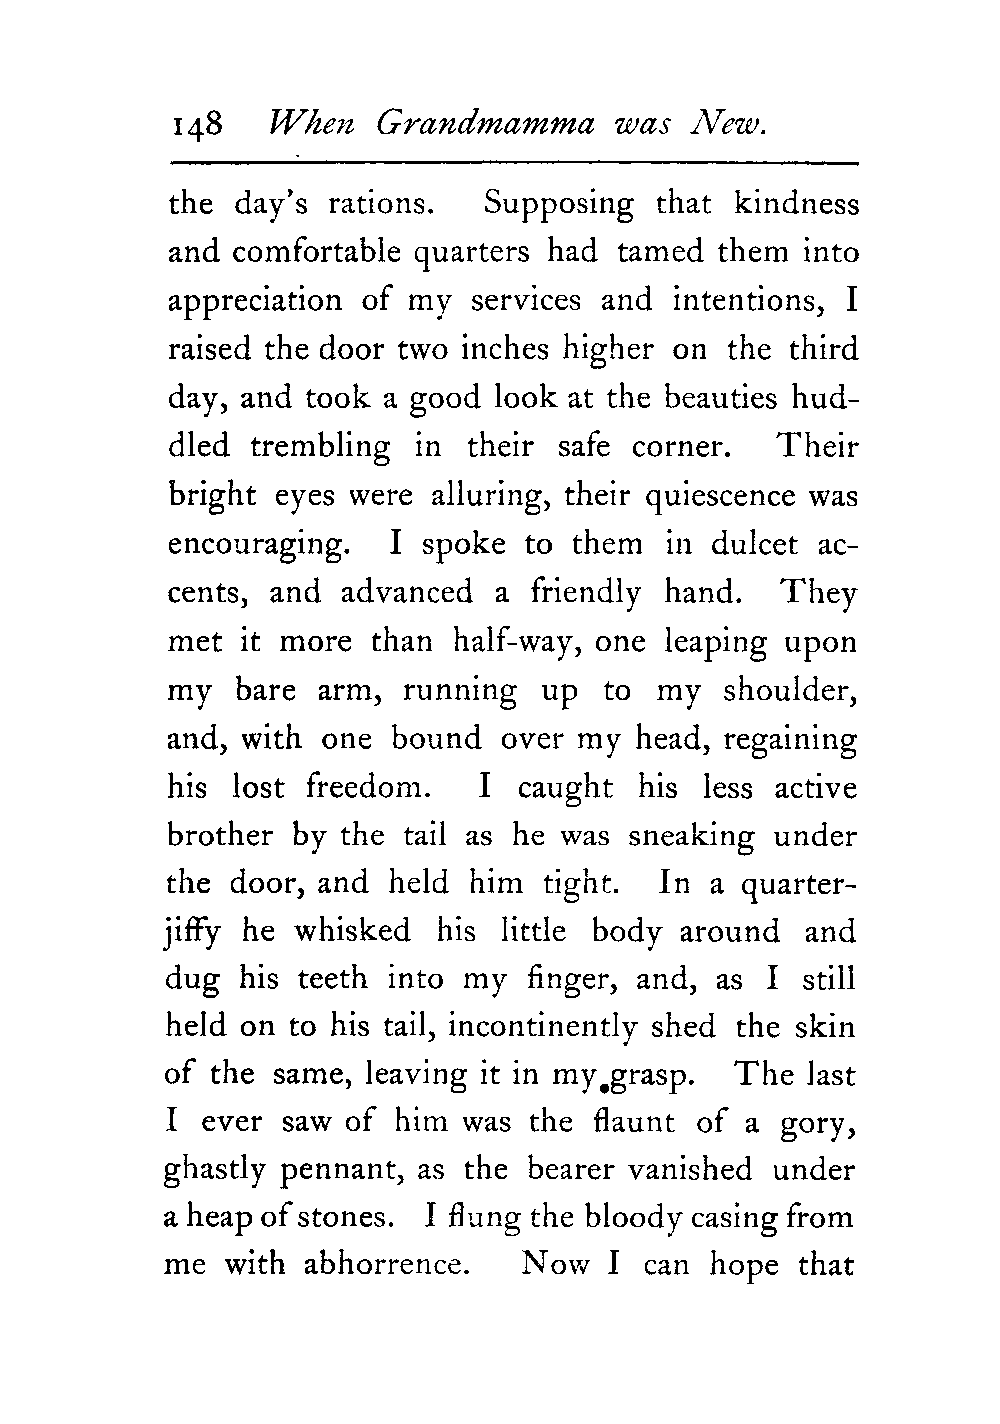 148 When Grandmamma was New.
the day's rations. Supposing that kindness
and comfortable quarters had tamed them into
appreciation of my services and intentions, I
raised the door two inches higher on the third
day, and took a good look at the beauties hud-
dled trembling in their safe corner. Their
bright eyes were alluring, their quiescence was
encouraging. I spoke to them in dulcet ac-
cents, and advanced a friendly hand. They
met it more than half-way, one leaping upon
my bare arm, running up to my shoulder,
and, with one bound over my head, regaining
his lost freedom. I caught his less active
brother by the tail as he was sneaking under
the door, and held him tight. In a quarter-
jiffy he whisked his little body around and
dug his teeth into my finger, and, as I still
held on to his tail, incontinently shed the skin
of the same, leaving it in my grasp. The last
I ever saw of him was the flaunt of a gory,
ghastly pennant, as the bearer vanished under
a heap of stones. I flung the bloody casing from
me with abhorrence. Now I can hope that